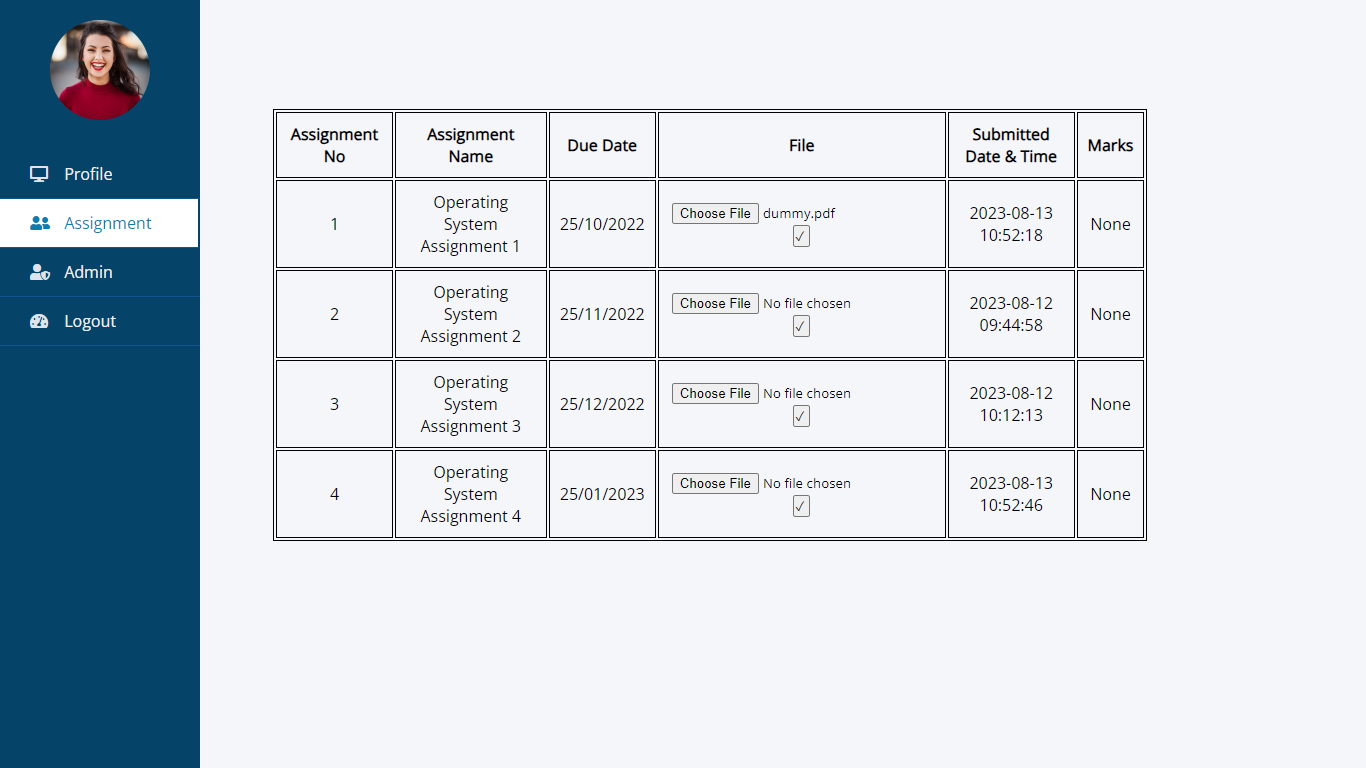 Profile
Assignment
Admin
Logout
Assignment
No
Assignment
Name
Due Date
File
Submitted
Date & Time
Marks
1
Operating
System
Assignment 1
25/10/2022
Choose File dummy.pdf
✓
2023-08-13
10:52:18
None
2
Operating
System
Assignment 2
25/11/2022
Choose File No file chosen
✓
2023-08-12
09:44:58
None
3
Operating
System
Assignment 3
25/12/2022
Choose File No file chosen
✓
2023-08-12
10:12:13
None
4
Operating
System
Assignment 4
25/01/2023
Choose File No file chosen
✓
2023-08-13
10:52:46
None